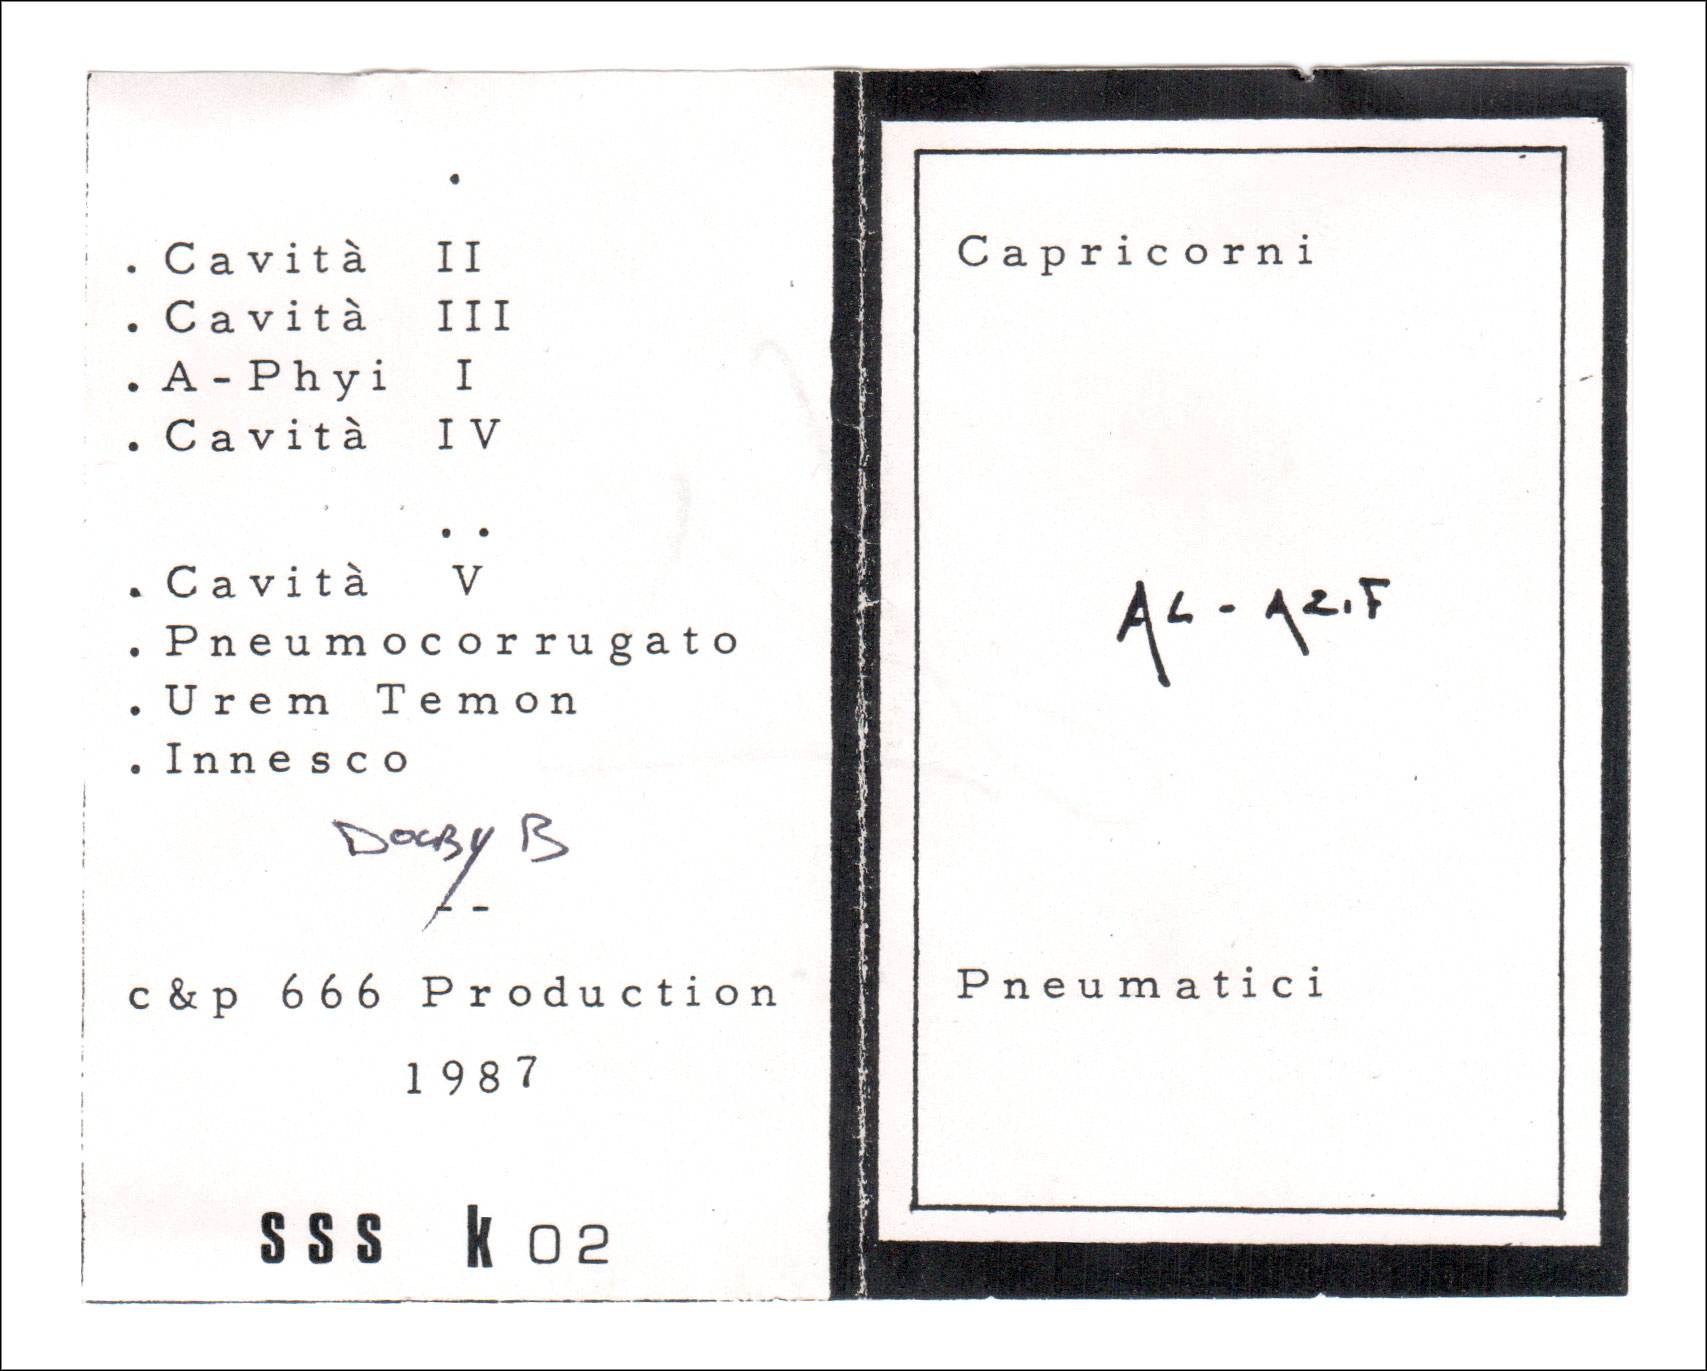 .
. Cavità II
. Cavità III
. A-Phyi I
. Cavità IV
. .
. Cavità V
. Pneumocorrugato
. Urem Temon
. Innesco
DOLBY B
--
c&p 666 Production
1987
sss k 02
Capricorni
AL-AZIF
Pneumatici